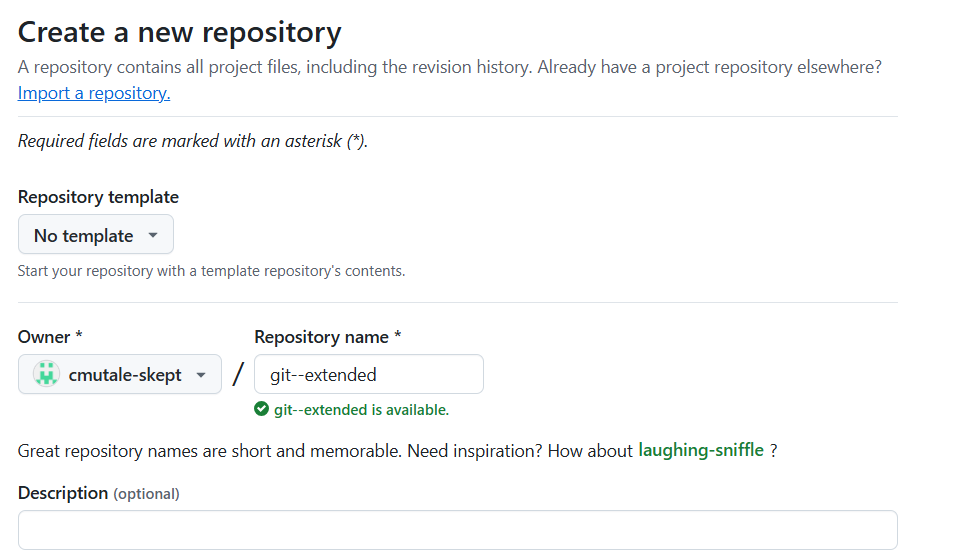 Create a new repository
A repository contains all project files, including the revision history. Already have a project repository elsewhere?
Import a repository.
Required fields are marked with an asterisk (*).
Repository template
No template
Start your repository with a template repository's contents.
Owner *
Repository name *
cmutale-skept
/
git--extended
git--extended is available.
Great repository names are short and memorable. Need inspiration? How about laughing-sniffle ?
Description (optional)